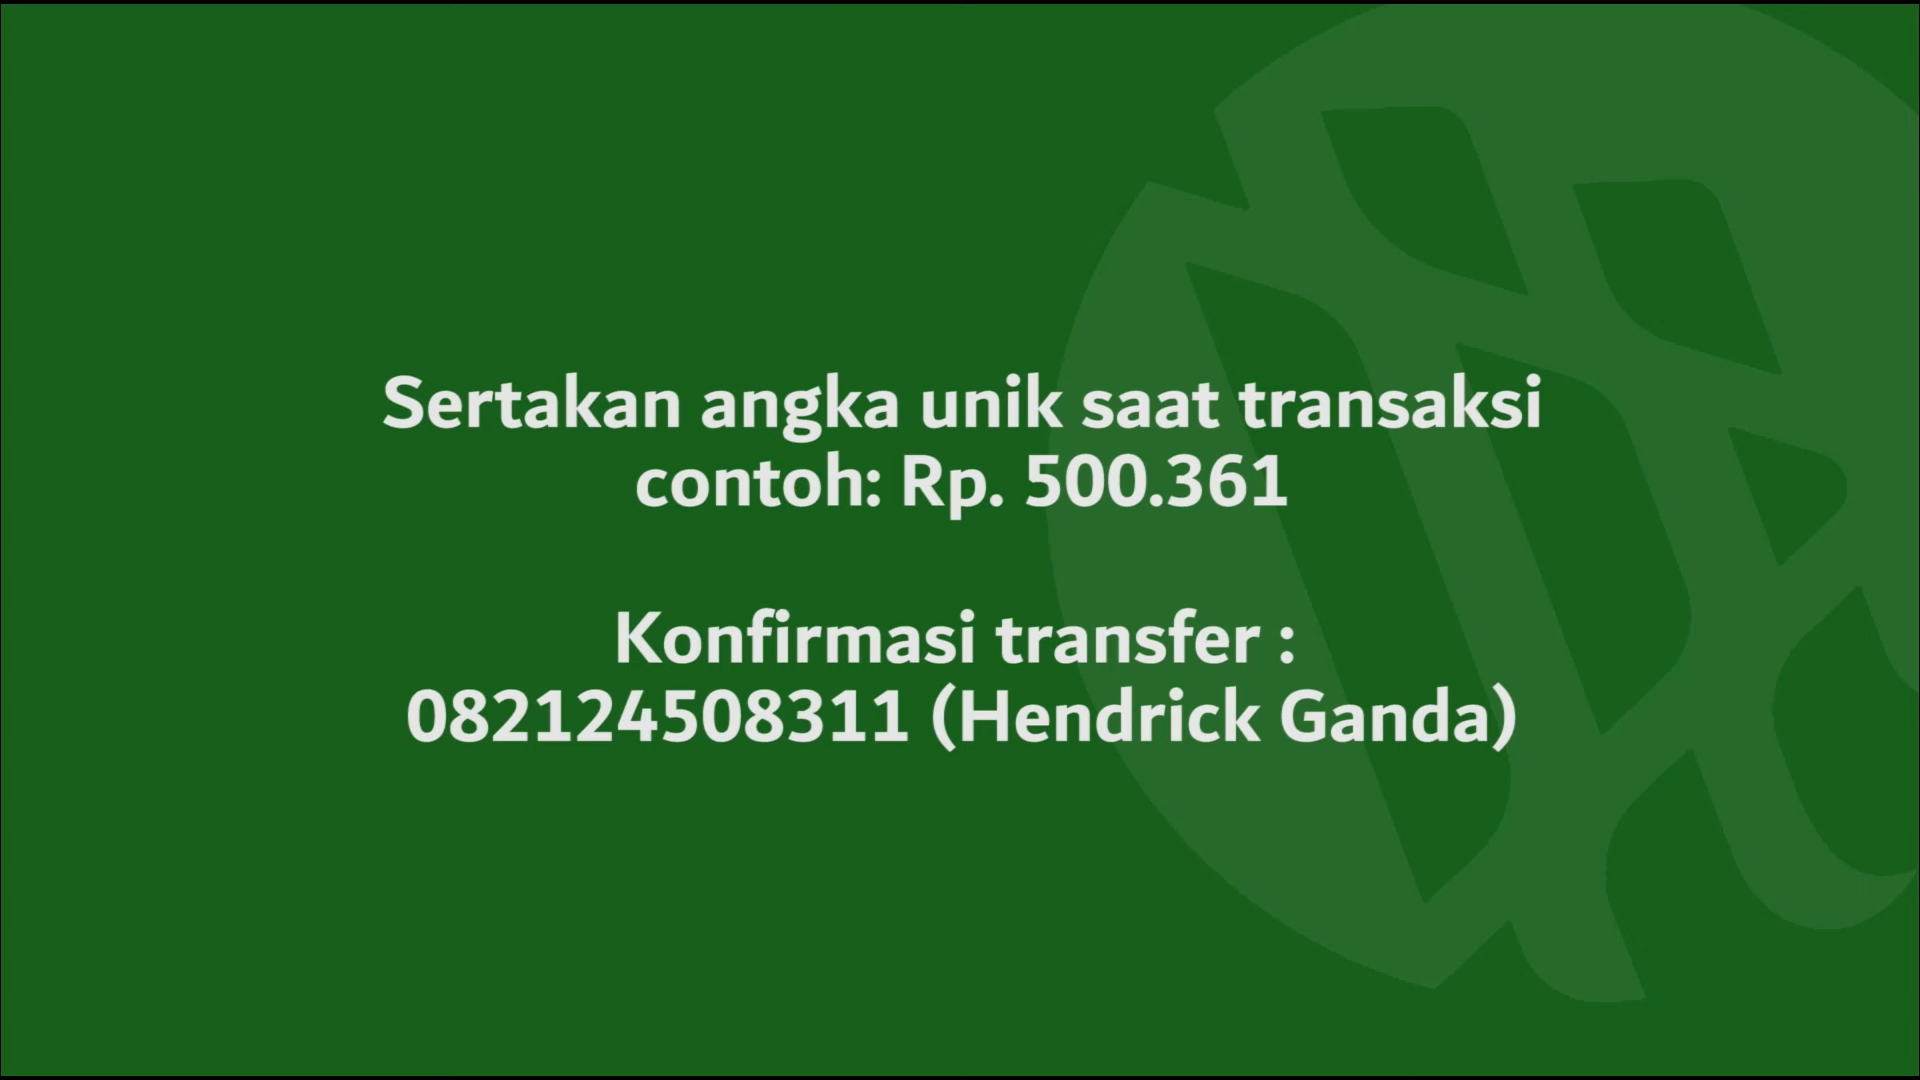 Sertakan angka unik saat transaksi
contoh: Rp. 500.361
Konfirmasi transfer :
082124508311 (Hendrick Ganda)